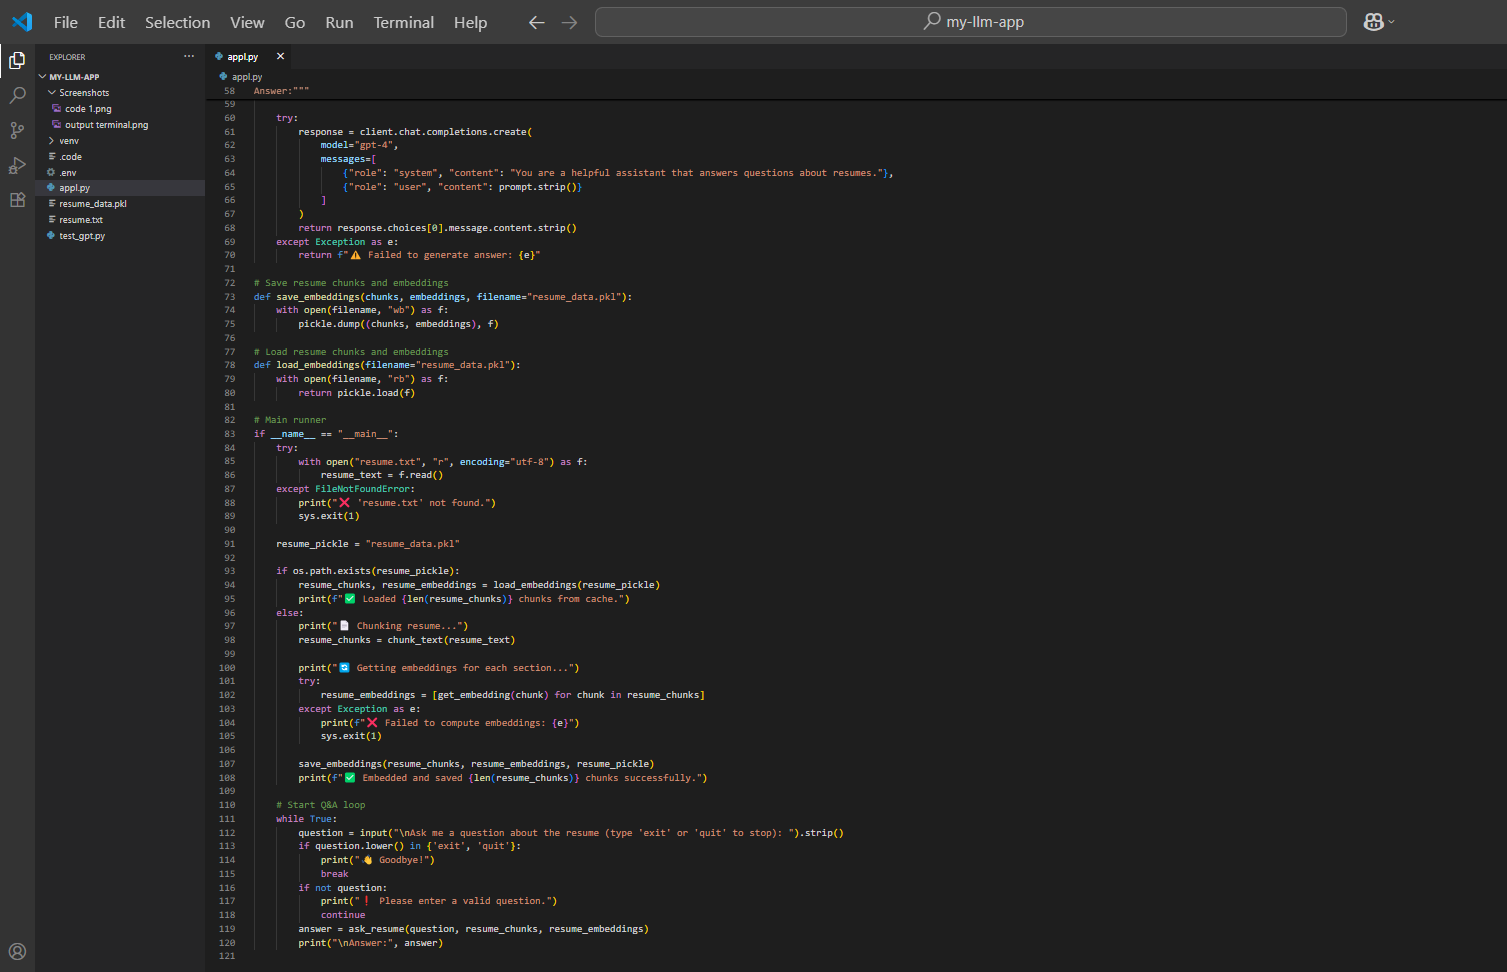 File Edit Selection View Go Run Terminal Help my-llm-app
EXPLORER ···
MY-LLM-APP
Screenshots
code 1.png
output terminal.png
venv
.code
.env
appl.py
resume_data.pkl
resume.txt
test_gpt.py
appl.py
appl.py
58 Answer:"""
59
60 try:
61 response = client.chat.completions.create(
62 model="gpt-4",
63 messages=[
64 {"role": "system", "content": "You are a helpful assistant that answers questions about resumes."},
65 {"role": "user", "content": prompt.strip()}
66 ]
67 )
68 return response.choices[0].message.content.strip()
69 except Exception as e:
70 return f"⚠️ Failed to generate answer: {e}"
71
72 # Save resume chunks and embeddings
73 def save_embeddings(chunks, embeddings, filename="resume_data.pkl"):
74 with open(filename, "wb") as f:
75 pickle.dump((chunks, embeddings), f)
76
77 # Load resume chunks and embeddings
78 def load_embeddings(filename="resume_data.pkl"):
79 with open(filename, "rb") as f:
80 return pickle.load(f)
81
82 # Main runner
83 if __name__ == "__main__":
84 try:
85 with open("resume.txt", "r", encoding="utf-8") as f:
86 resume_text = f.read()
87 except FileNotFoundError:
88 print("❌ 'resume.txt' not found.")
89 sys.exit(1)
90
91 resume_pickle = "resume_data.pkl"
92
93 if os.path.exists(resume_pickle):
94 resume_chunks, resume_embeddings = load_embeddings(resume_pickle)
95 print(f"✅ Loaded {len(resume_chunks)} chunks from cache.")
96 else:
97 print("📄 Chunking resume...")
98 resume_chunks = chunk_text(resume_text)
99
100 print("🔄 Getting embeddings for each section...")
101 try:
102 resume_embeddings = [get_embedding(chunk) for chunk in resume_chunks]
103 except Exception as e:
104 print(f"❌ Failed to compute embeddings: {e}")
105 sys.exit(1)
106
107 save_embeddings(resume_chunks, resume_embeddings, resume_pickle)
108 print(f"✅ Embedded and saved {len(resume_chunks)} chunks successfully.")
109
110 # Start Q&A loop
111 while True:
112 question = input("\nAsk me a question about the resume (type 'exit' or 'quit' to stop): ").strip()
113 if question.lower() in {'exit', 'quit'}:
114 print("👋 Goodbye!")
115 break
116 if not question:
117 print("❗ Please enter a valid question.")
118 continue
119 answer = ask_resume(question, resume_chunks, resume_embeddings)
120 print("\nAnswer:", answer)
121